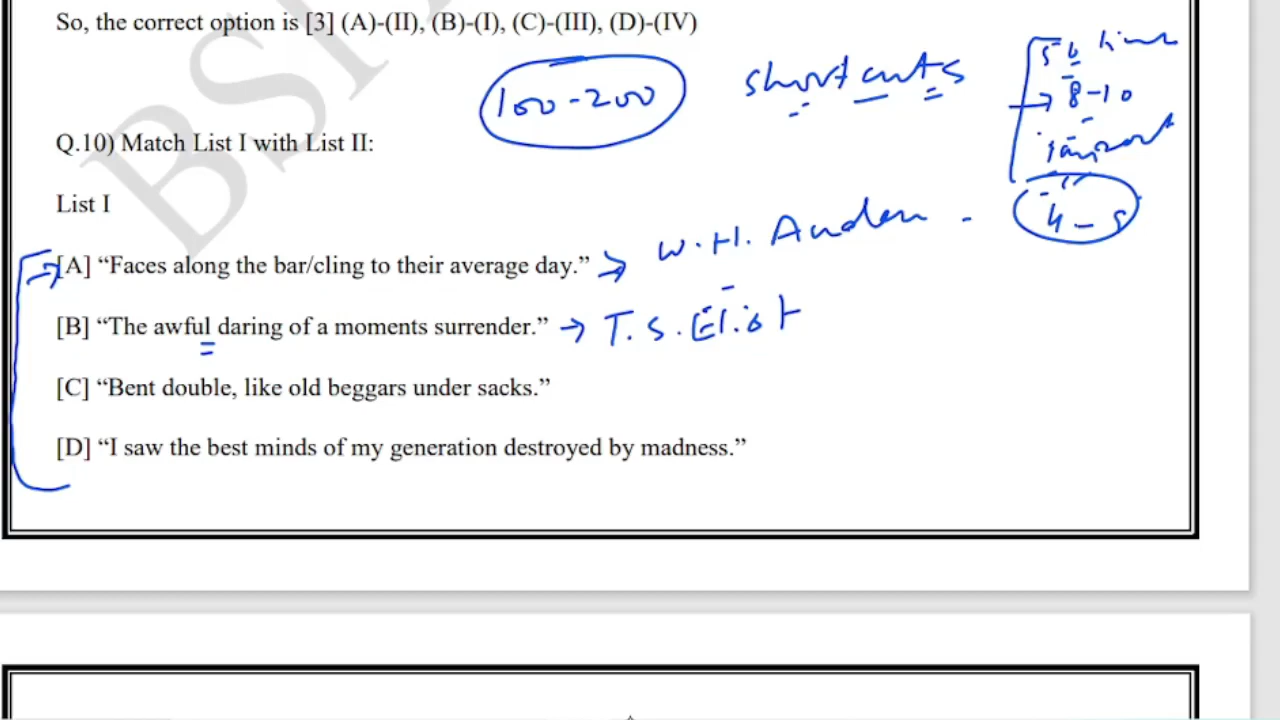 So, the correct option is [3] (A)-(II), (B)-(I), (C)-(III), (D)-(IV)
100-200
shortcuts
5 6 lines
8-10
important
4-5
Q.10) Match List I with List II:
List I
[A] “Faces along the bar/cling to their average day.” → W.H. Auden -
[B] “The awful daring of a moments surrender.” → T.S. Eliot
[C] “Bent double, like old beggars under sacks.”
[D] “I saw the best minds of my generation destroyed by madness.”